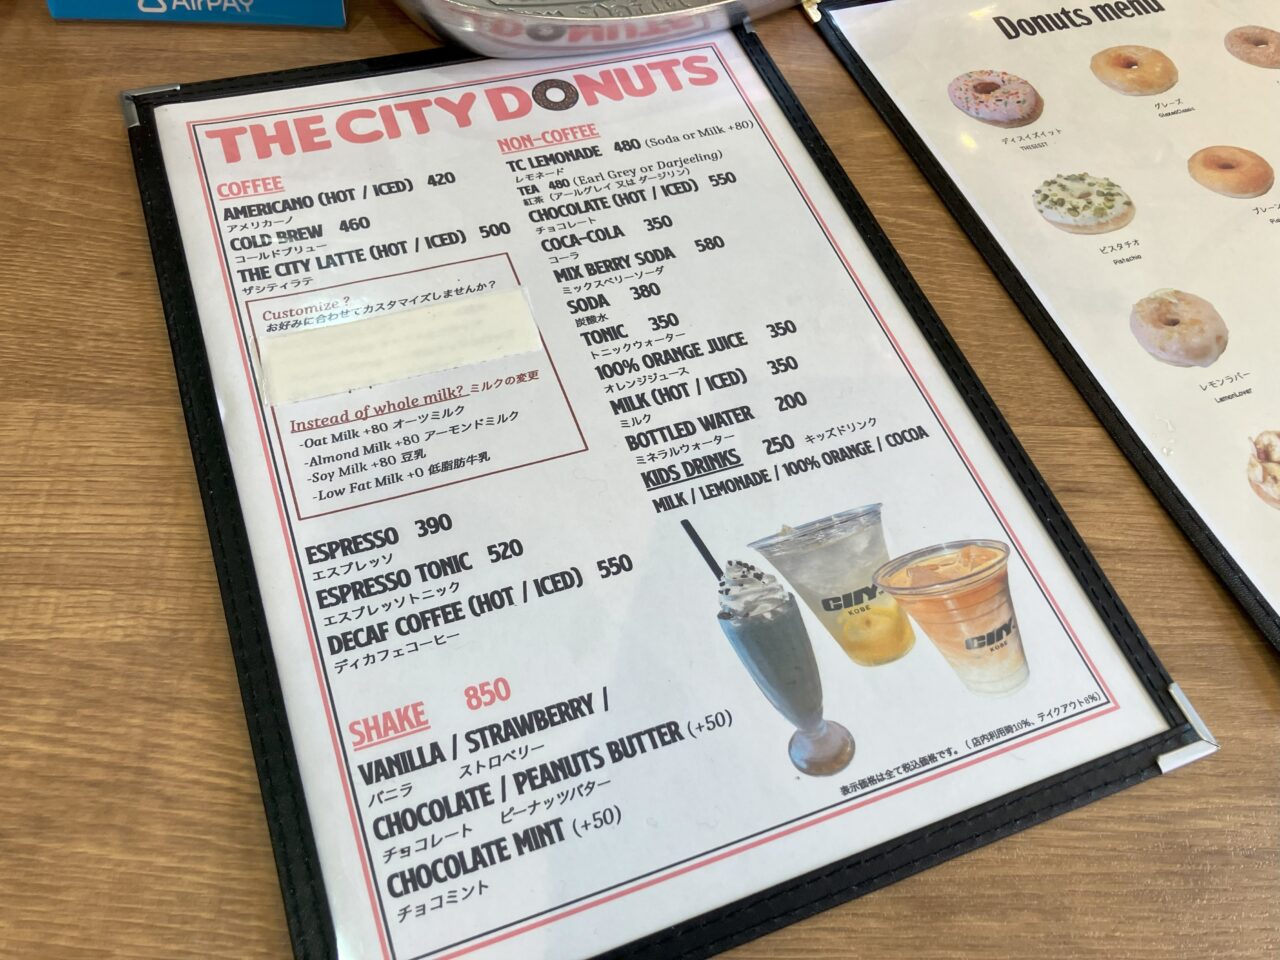 AirPAY
THE CITY DONUTS
COFFEE
AMERICANO (HOT / ICED) 420
アメリカーノ
COLD BREW 460
コールドブリュー
THE CITY LATTE (HOT / ICED) 500
ザシティラテ
Customize ?
お好みに合わせてカスタマイズしませんか？
Instead of whole milk? ミルクの変更
-Oat Milk +80 オーツミルク
-Almond Milk +80 アーモンドミルク
-Soy Milk +80 豆乳
-Low Fat Milk +0 低脂肪牛乳
ESPRESSO 390
エスプレッソ
ESPRESSO TONIC 520
エスプレッソトニック
DECAF COFFEE (HOT / ICED) 550
ディカフェコーヒー
SHAKE 850
VANILLA / STRAWBERRY /
バニラ ストロベリー
CHOCOLATE / PEANUTS BUTTER (+50)
チョコレート ピーナッツバター
CHOCOLATE MINT (+50)
チョコミント
NON-COFFEE
TC LEMONADE 480 (Soda or Milk +80)
レモネード
TEA 480 (Earl Grey or Darjeeling)
紅茶 (アールグレイ 又は ダージリン)
CHOCOLATE (HOT / ICED) 550
チョコレート
COCA-COLA 350
コーラ
MIX BERRY SODA 580
ミックスベリーソーダ
SODA 380
炭酸水
TONIC 350
トニックウォーター
100% ORANGE JUICE 350
オレンジジュース
MILK (HOT / ICED) 350
ミルク
BOTTLED WATER 200
ミネラルウォーター
KIDS DRINKS 250 キッズドリンク
MILK / LEMONADE / 100% ORANGE / COCOA
CITY.
KOBE
CITY.
KOBE
表示価格は全て税込価格です。（店内利用時10%、テイクアウト8%）
Donuts menu
ディスイズイット
THISISIT
グレーズ
GlazedClassic
ピスタチオ
Pistachio
プレーン
レモンラバー
LemonLover